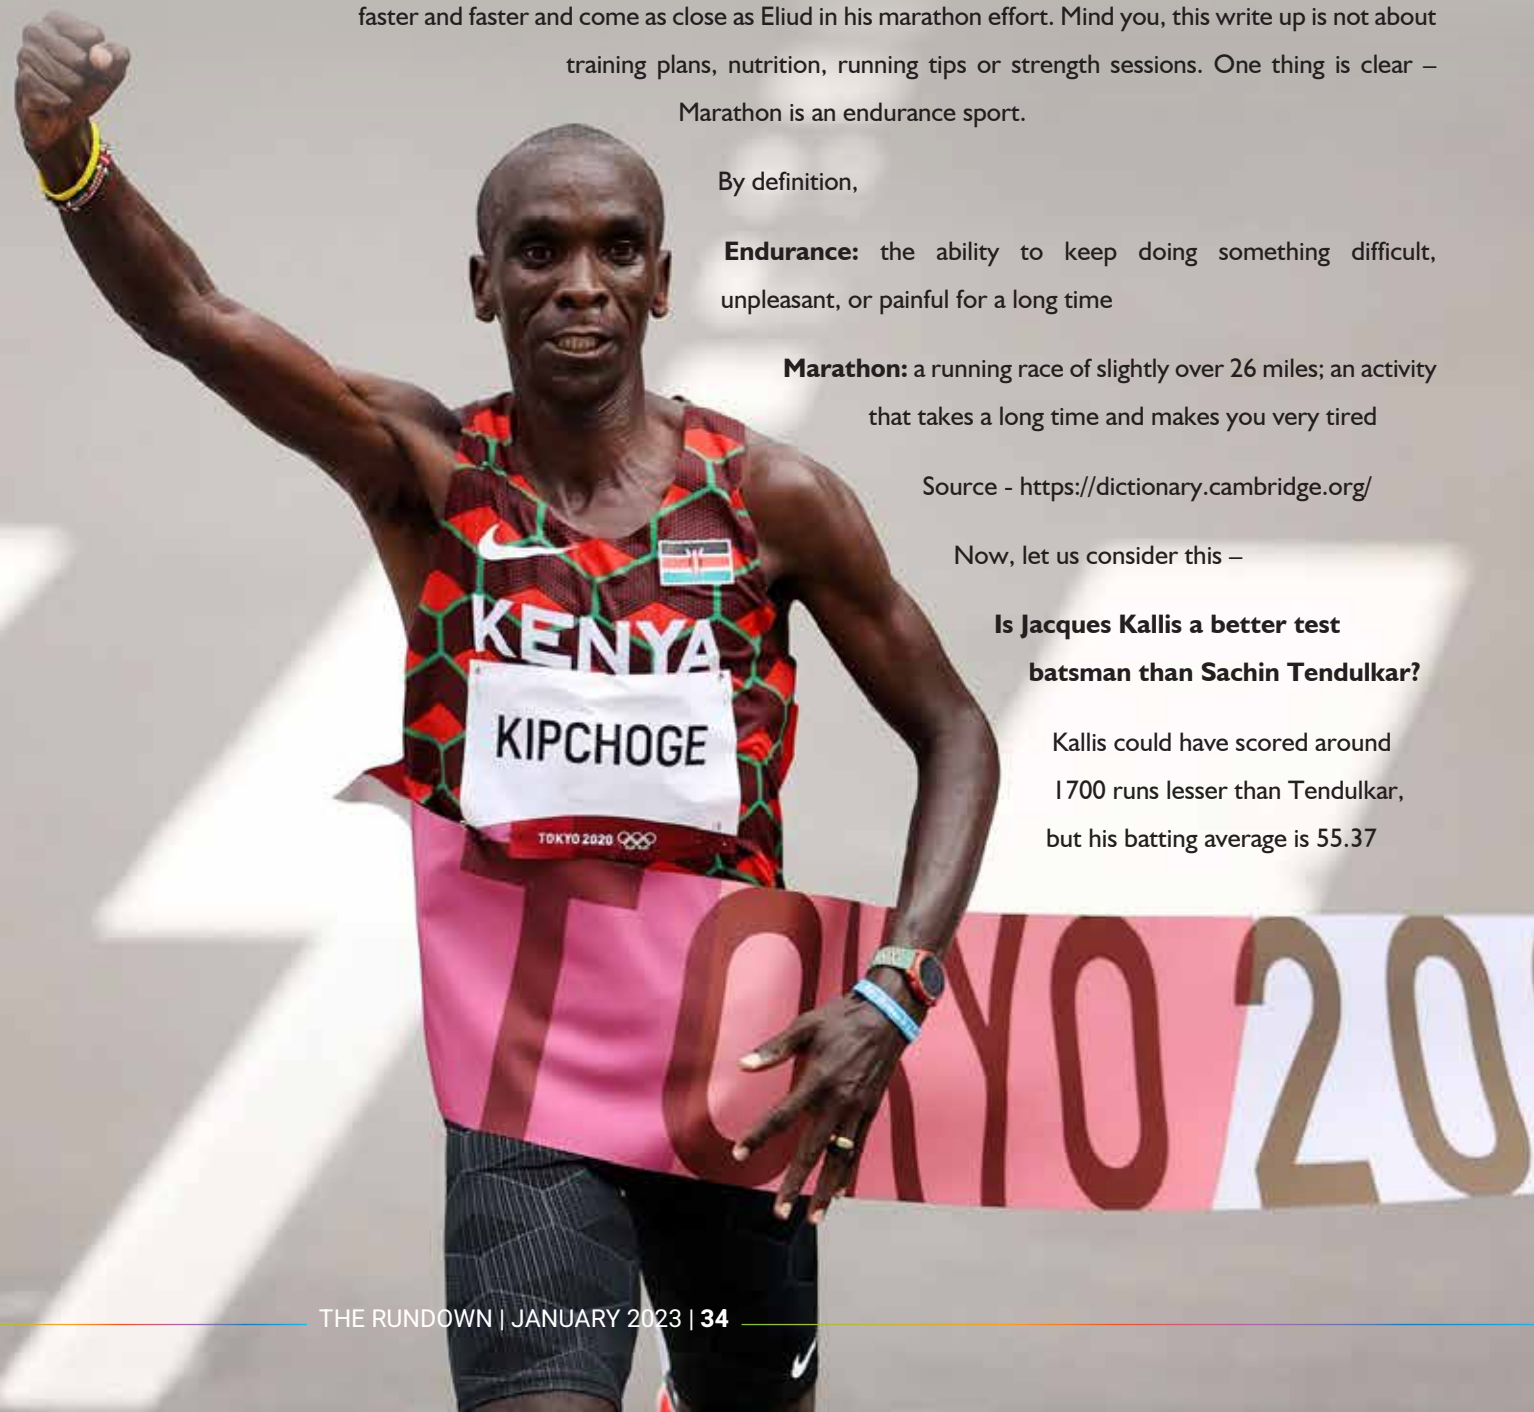 faster and faster and come as close as Eliud in his marathon effort. Mind you, this write up is not about
training plans, nutrition, running tips or strength sessions. One thing is clear –
Marathon is an endurance sport.
By definition,
Endurance: the ability to keep doing something difficult,
unpleasant, or painful for a long time
Marathon: a running race of slightly over 26 miles; an activity
that takes a long time and makes you very tired
Source - https://dictionary.cambridge.org/
Now, let us consider this –
Is Jacques Kallis a better test
batsman than Sachin Tendulkar?
Kallis could have scored around
1700 runs lesser than Tendulkar,
but his batting average is 55.37
KENYA
KIPCHOGE
TOKYO 2020
TOKYO 20
THE RUNDOWN | JANUARY 2023 | 34